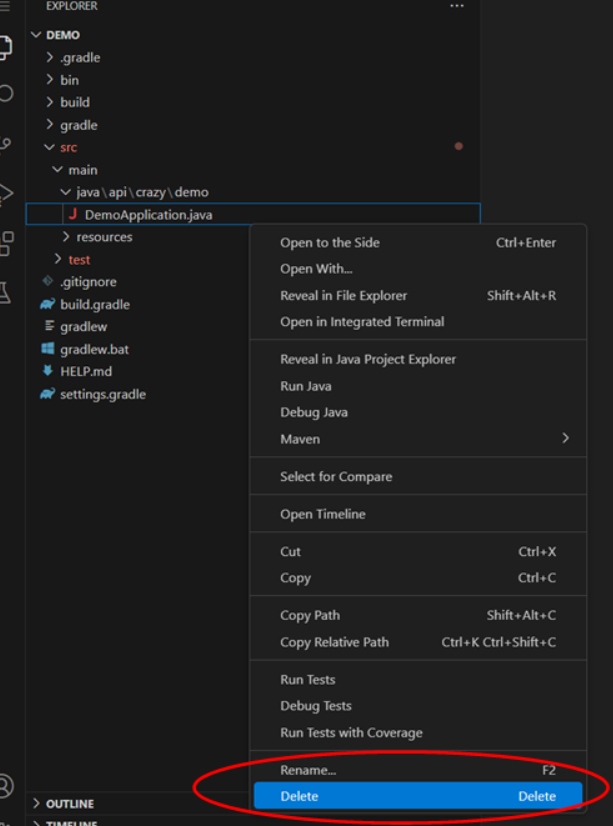 EXPLORER
...
DEMO
.gradle
bin
build
gradle
src
main
java\api\crazy\demo
J DemoApplication.java
resources
test
.gitignore
build.gradle
gradlew
gradlew.bat
HELP.md
settings.gradle
Open to the Side Ctrl+Enter
Open With...
Reveal in File Explorer Shift+Alt+R
Open in Integrated Terminal
Reveal in Java Project Explorer
Run Java
Debug Java
Maven
Select for Compare
Open Timeline
Cut Ctrl+X
Copy Ctrl+C
Copy Path Shift+Alt+C
Copy Relative Path Ctrl+K Ctrl+Shift+C
Run Tests
Debug Tests
Run Tests with Coverage
Rename... F2
Delete Delete
OUTLINE
TIMELINE